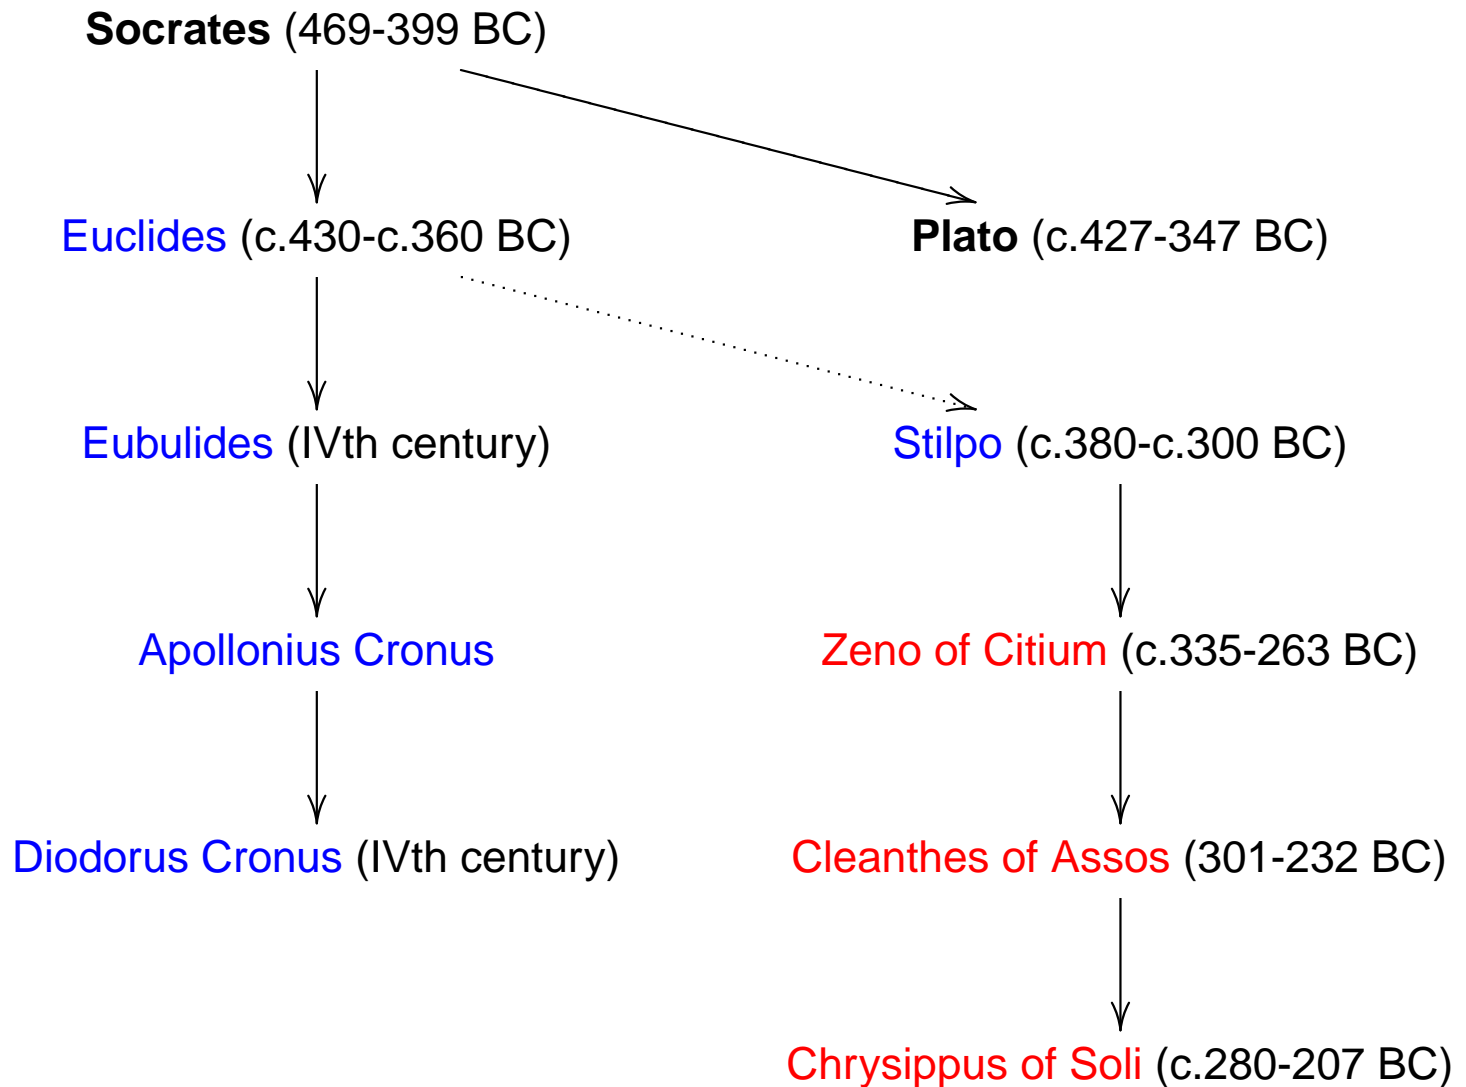 Socrates (469-399 BC)
Euclides (c.430-c.360 BC)
Plato (c.427-347 BC)
Eubulides (IVth century)
Stilpo (c.380-c.300 BC)
Apollonius Cronus
Zeno of Citium (c.335-263 BC)
Diodorus Cronus (IVth century)
Cleanthes of Assos (301-232 BC)
Chrysippus of Soli (c.280-207 BC)